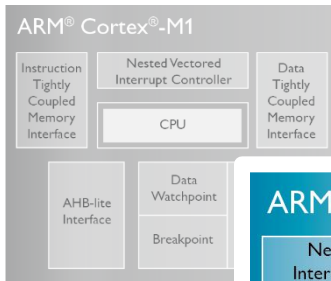 ARM® Cortex®-M1
Instruction
Tightly
Coupled
Memory
Interface
Nested Vectored
Interrupt Controller
CPU
Data
Tightly
Coupled
Memory
Interface
AHB-lite
Interface
Data
Watchpoint
Breakpoint
ARM
Ne
Inter